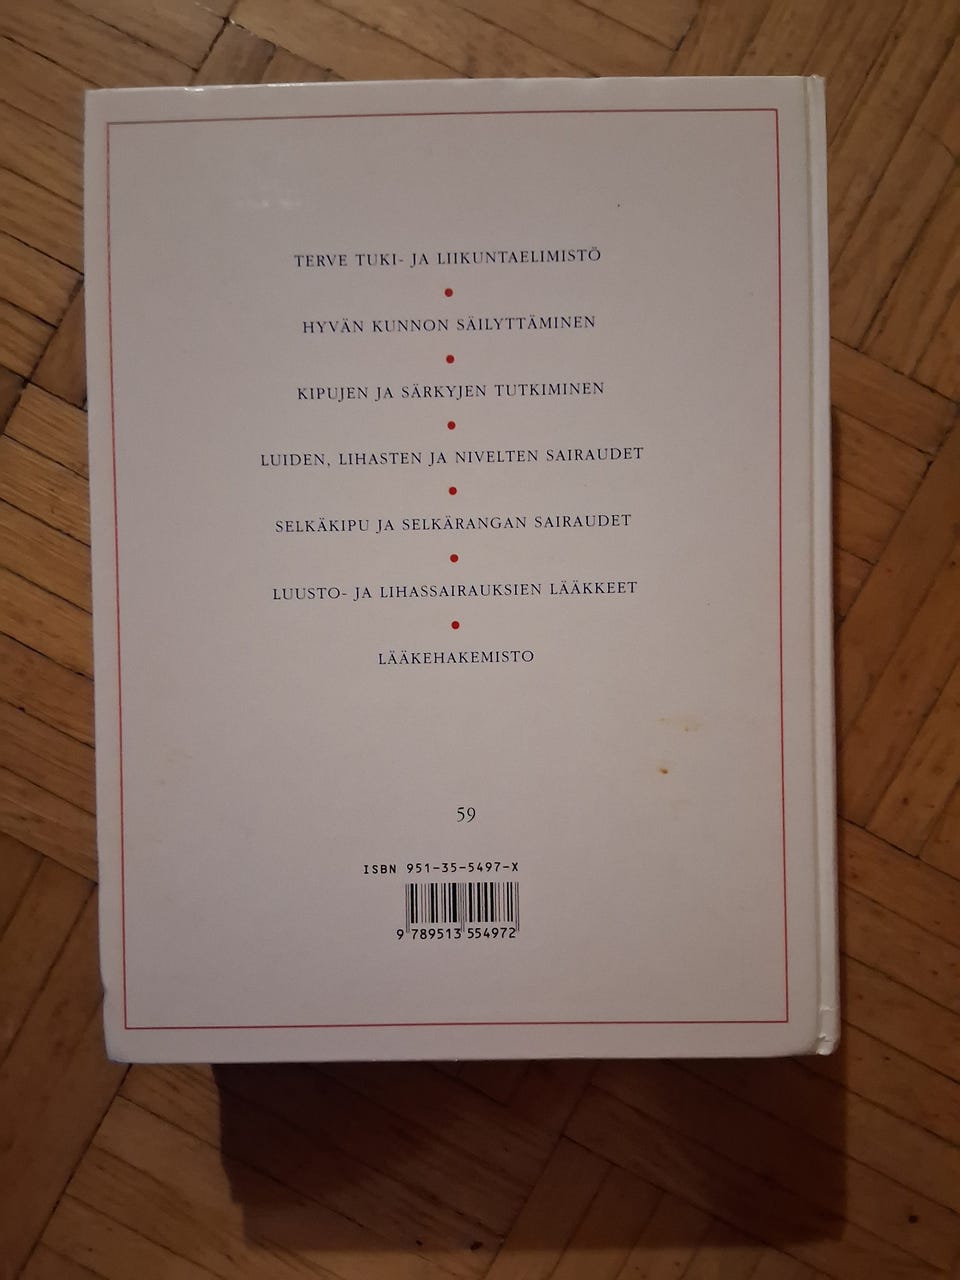 TERVE TUKI- JA LIIKUNTAELIMISTÖ
HYVÄN KUNNON SÄILYTTÄMINEN
KIPUJEN JA SÄRKYJEN TUTKIMINEN
LUIDEN, LIHASTEN JA NIVELTEN SAIRAUDET
SELKÄKIPU JA SELKÄRANGAN SAIRAUDET
LUUSTO- JA LIHASSAIRAUKSIEN LÄÄKKEET
LÄÄKEHAKEMISTO
59
ISBN 951-35-5497-X
9 789513 554972